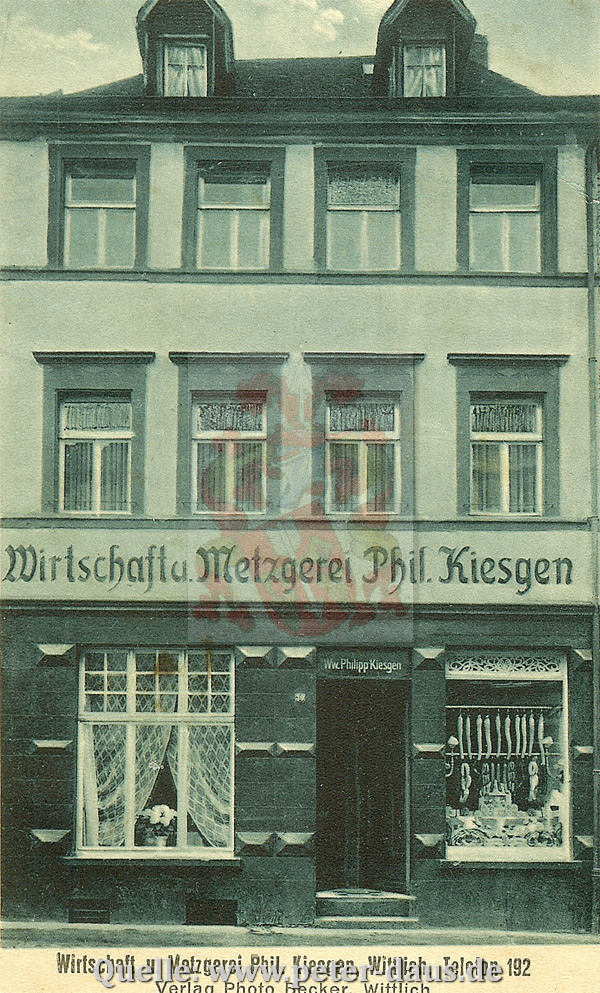 Wirtschaft u. Metzgerei Phil. Kiesgen
Ww. Philipp Kiesgen
Wirtschaft u. Metzgerei Phil. Kiesgen, Wittlich, Telefon 192
Quelle: www.peter-daus.de
Verlag Photo Becker, Wittlich